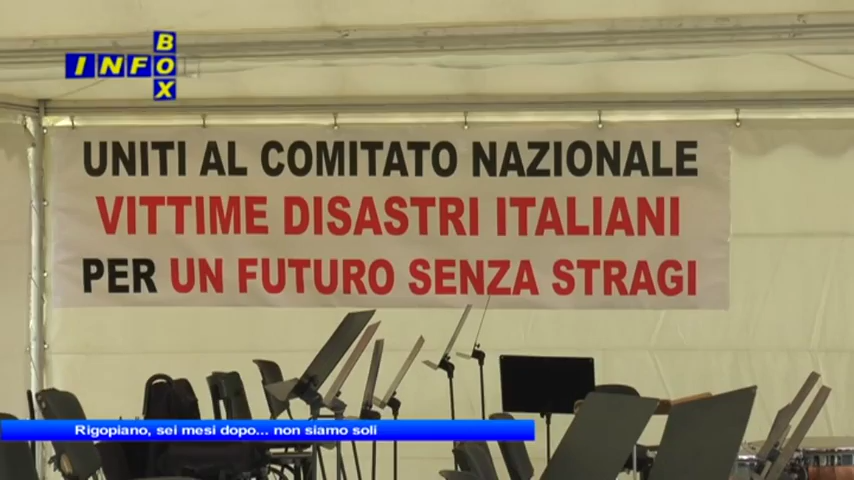 INFO BOX
UNITI AL COMITATO NAZIONALE
VITTIME DISASTRI ITALIANI
PER UN FUTURO SENZA STRAGI
Rigopiano, sei mesi dopo... non siamo soli